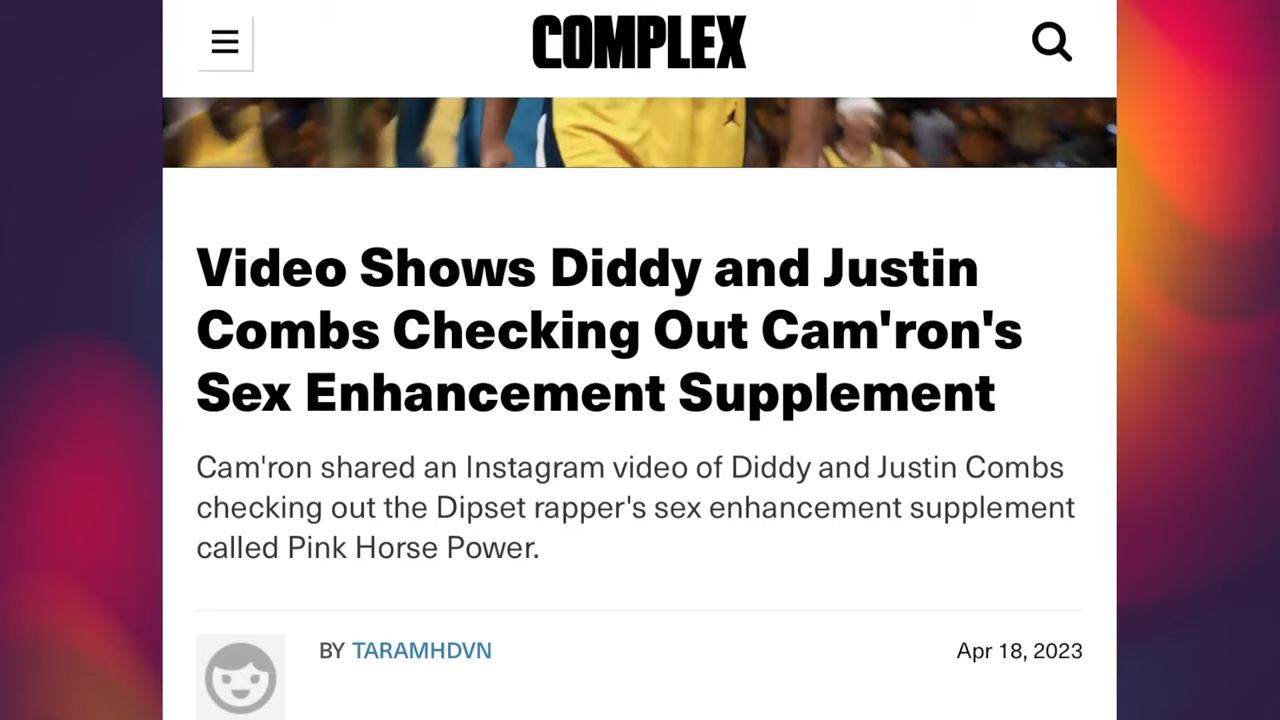 COMPLEX
Video Shows Diddy and Justin
Combs Checking Out Cam'ron's
Sex Enhancement Supplement
Cam'ron shared an Instagram video of Diddy and Justin Combs
checking out the Dipset rapper's sex enhancement supplement
called Pink Horse Power.
BY TARAMHDVN
Apr 18, 2023